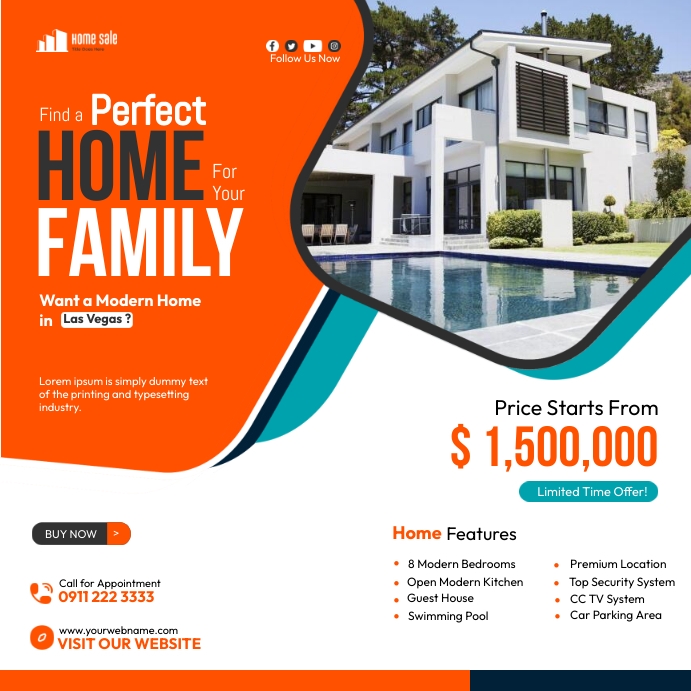 HOME SALE
Follow Us Now
Find a Perfect
HOME For
Your
FAMILY
Want a Modern Home
in Las Vegas ?
Lorem ipsum is simply dummy text
of the printing and typesetting
industry.
Price Starts From
$ 1,500,000
Limited Time Offer!
BUY NOW >
Call for Appointment
0911 222 3333
www.yourwebname.com
VISIT OUR WEBSITE
Home Features
8 Modern Bedrooms
Open Modern Kitchen
Guest House
Swimming Pool
Premium Location
Top Security System
CC TV System
Car Parking Area